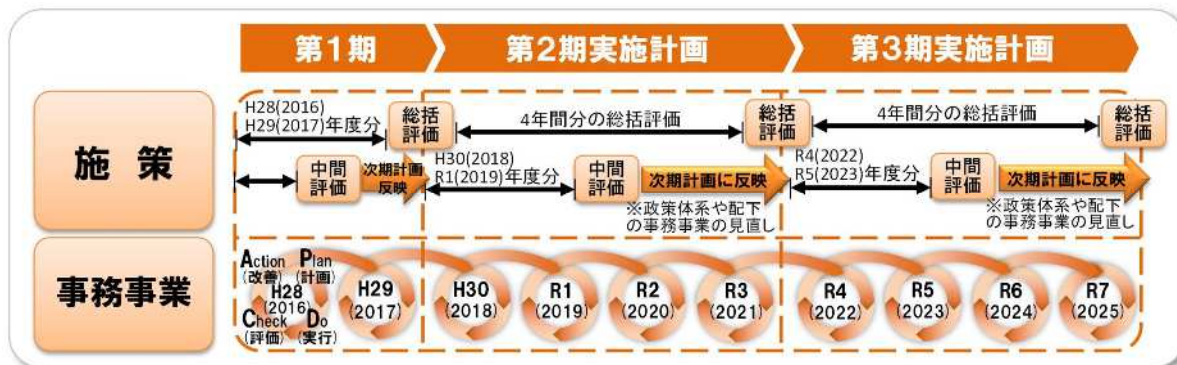 第1期
第2期実施計画
第3期実施計画
施 策
H28(2016)
H29(2017)年度分
総括
評価
4年間分の総括評価
総括
評価
4年間分の総括評価
総括
評価
中間
評価
次期計画
反映
H30(2018)
R1(2019)年度分
中間
評価
次期計画に反映
※政策体系や配下
の事務事業の見直し
R4(2022)
R5(2023)年度分
中間
評価
次期計画に反映
※政策体系や配下
の事務事業の見直し
事務事業
Action
(改善)
Plan
(計画)
H28
(2016
Check
(評価)
Do
(実行)
H29
(2017)
H30
(2018)
R1
(2019)
R2
(2020)
R3
(2021)
R4
(2022)
R5
(2023)
R6
(2024)
R7
(2025)